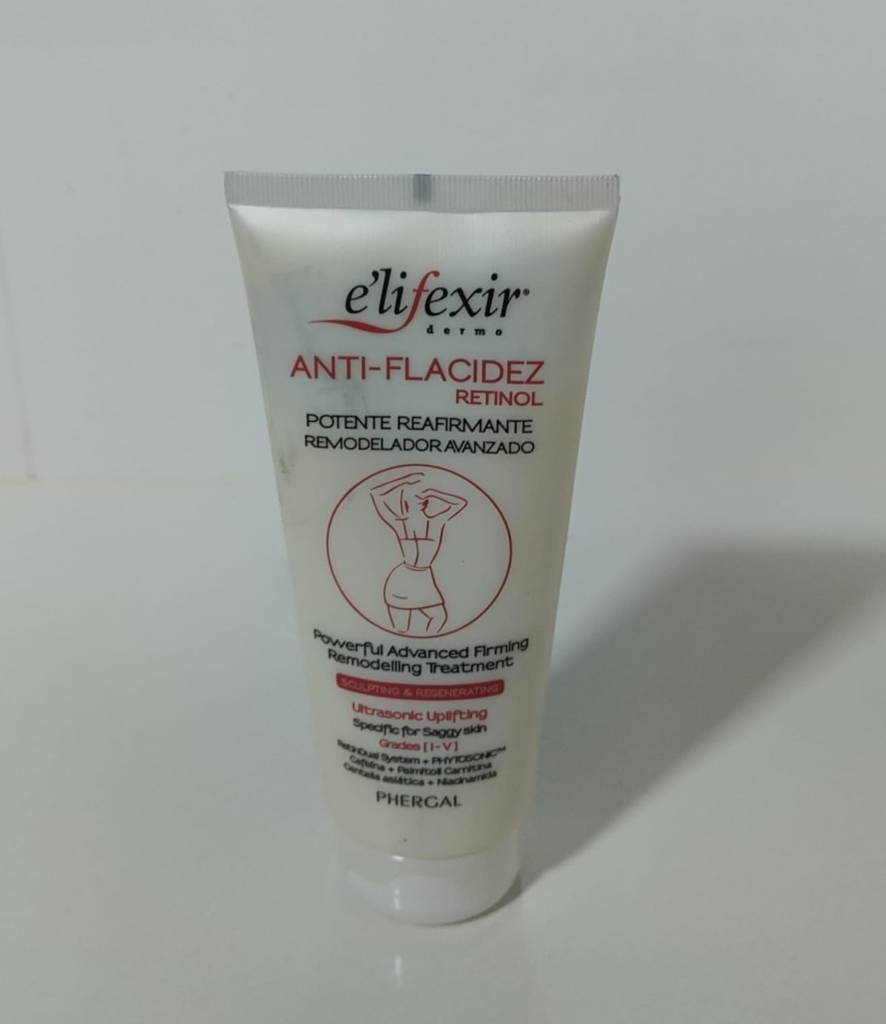 e'lifexir®
dermo
ANTI-FLACIDEZ
RETINOL
POTENTE REAFIRMANTE
REMODELADOR AVANZADO
Powerful Advanced Firming
Remodelling Treatment
SCULPTING & REGENERATING
Ultrasonic Uplifting
Specific for Saggy skin
Grades [I-V]
RetinDual System + PHYTOSONIC™
Cafeína + Palmitoil Carnitina
Centella asiática + Niacinamida
PHERGAL